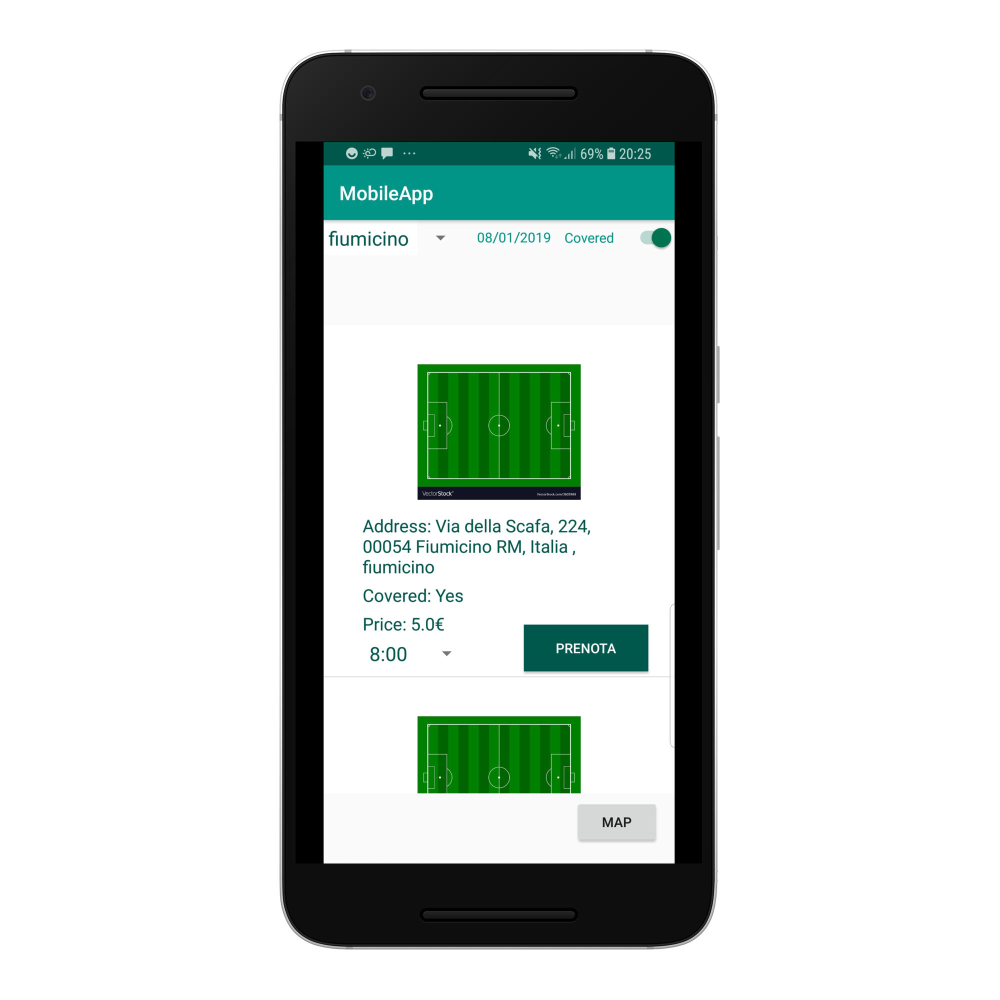 69% 20:25
MobileApp
fiumicino 08/01/2019 Covered
VectorStock® VectorStock.com/3605988
Address: Via della Scafa, 224,
00054 Fiumicino RM, Italia ,
fiumicino
Covered: Yes
Price: 5.0€
8:00
PRENOTA
MAP